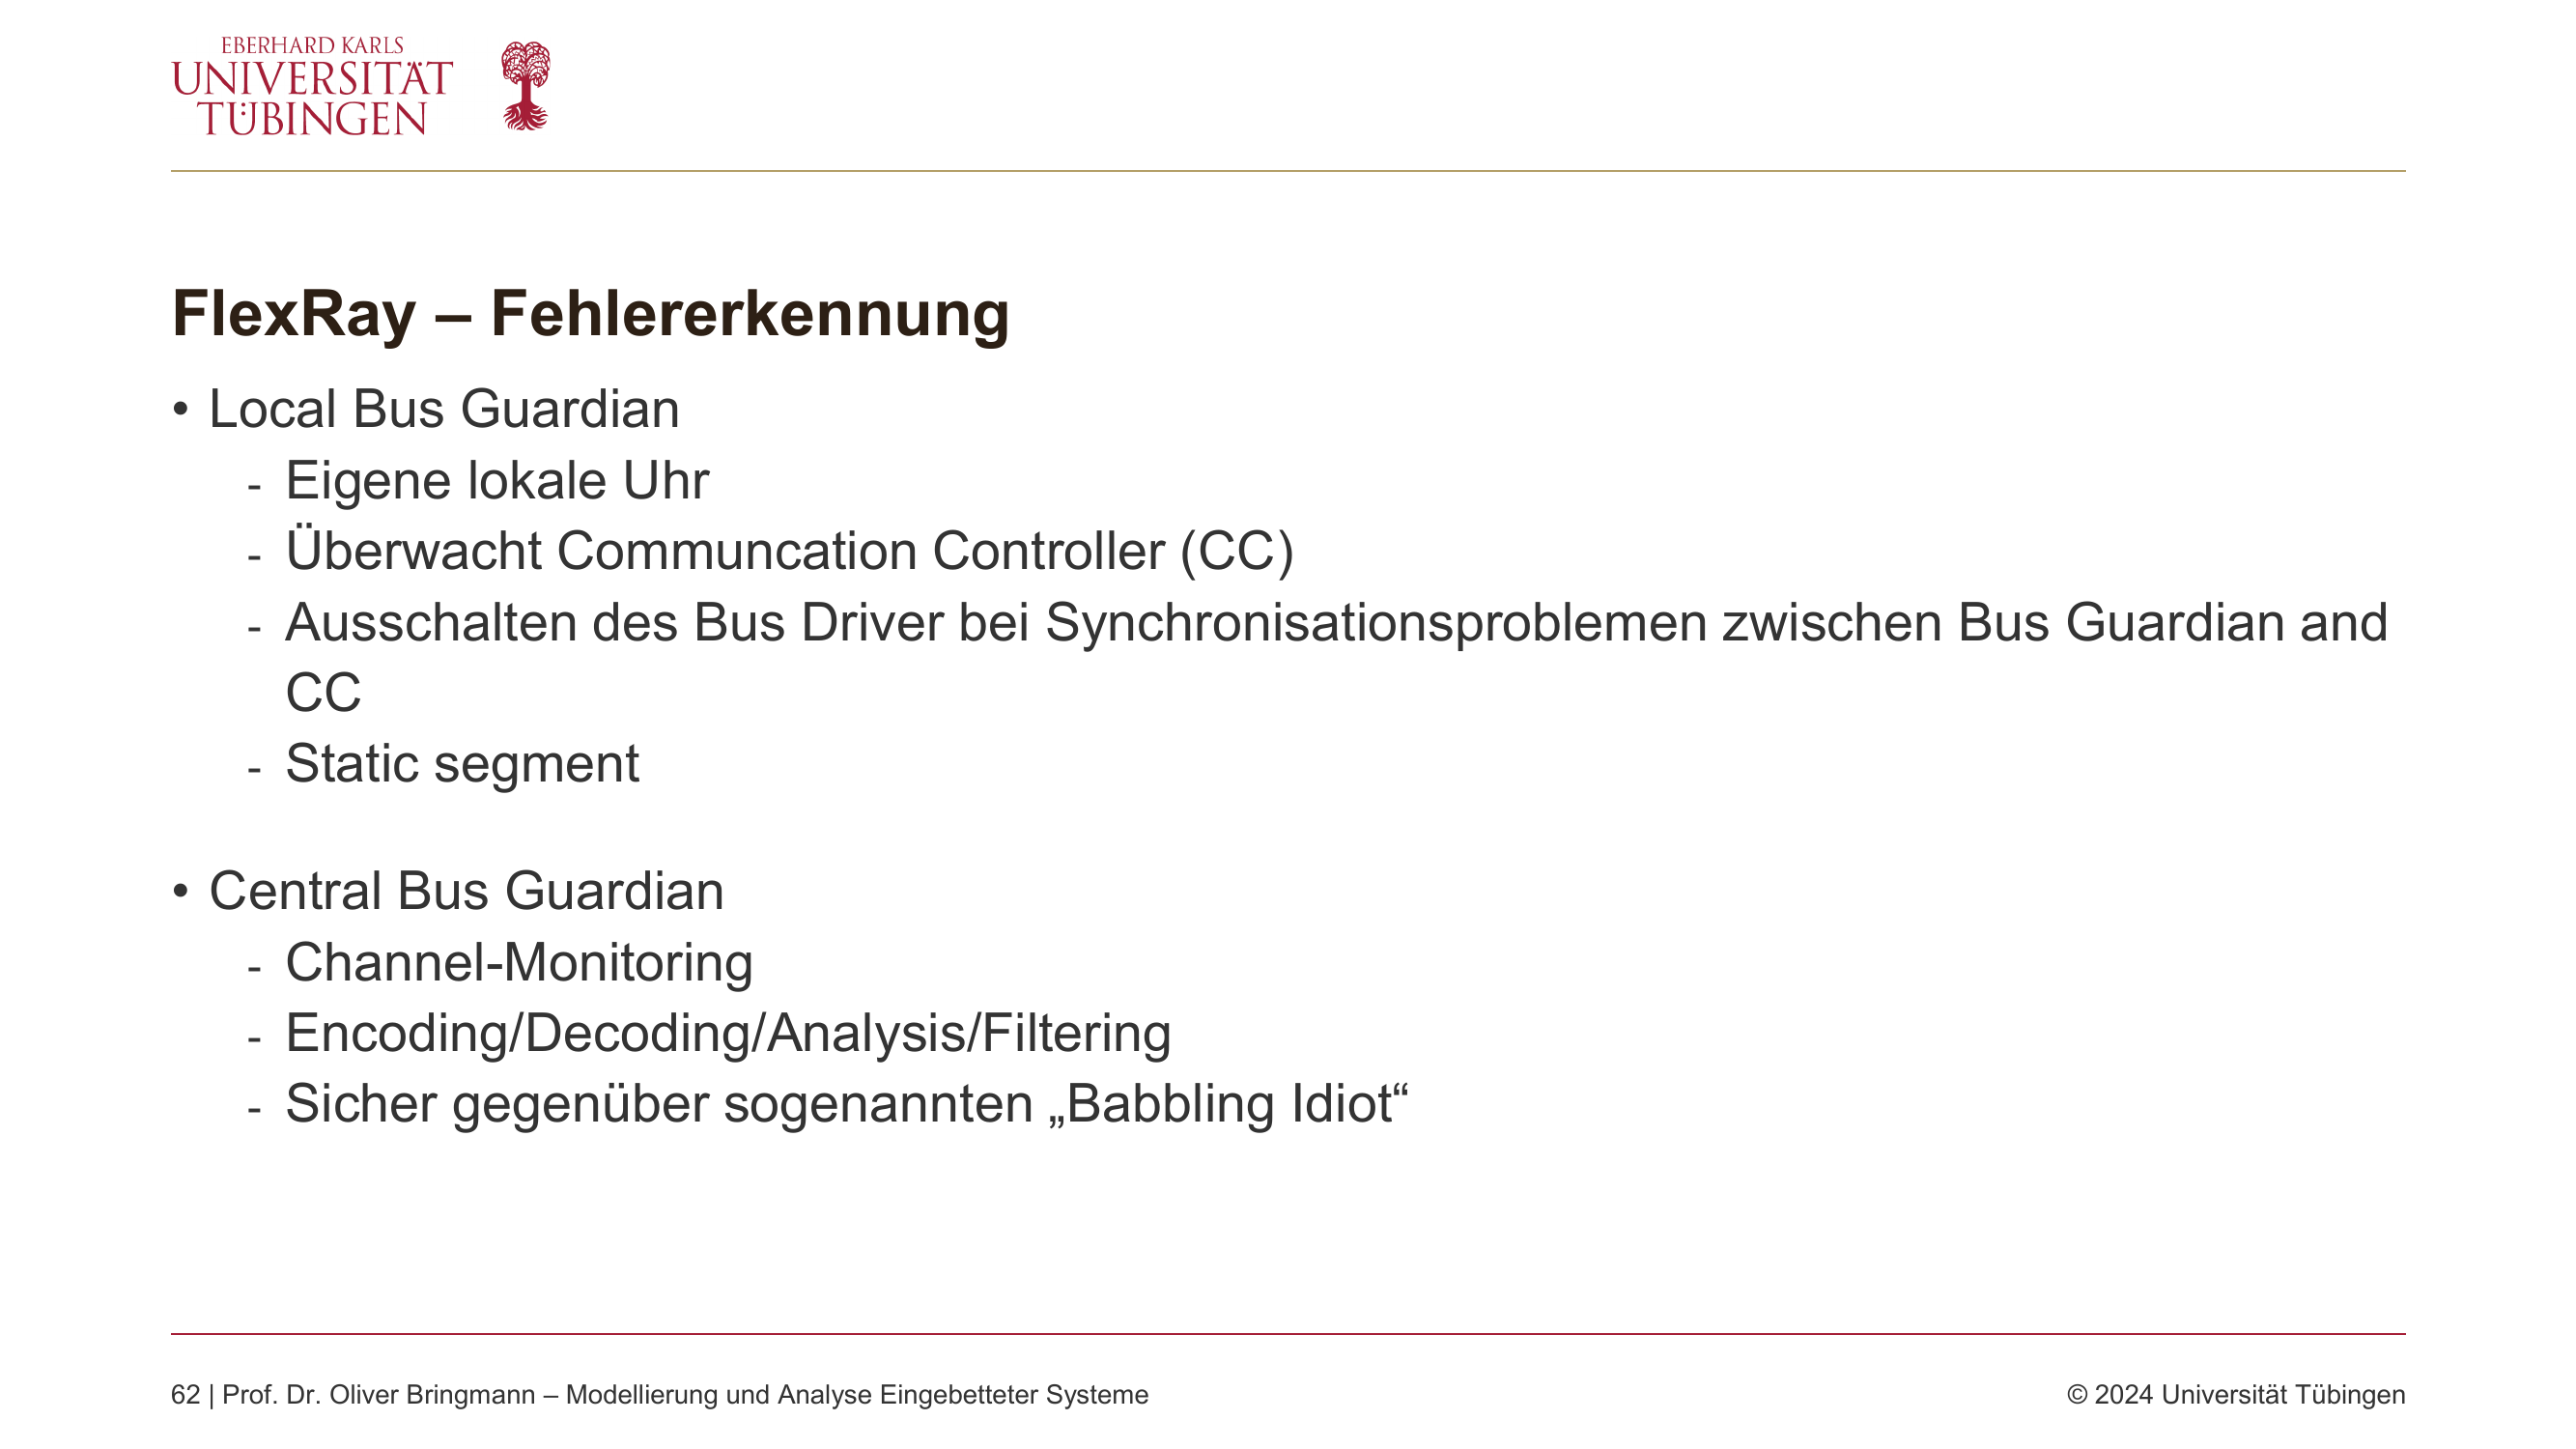 EBERHARD KARLS
UNIVERSITÄT
TÜBINGEN
FlexRay – Fehlererkennung
• Local Bus Guardian
- Eigene lokale Uhr
- Überwacht Communcation Controller (CC)
- Ausschalten des Bus Driver bei Synchronisationsproblemen zwischen Bus Guardian and
CC
- Static segment
• Central Bus Guardian
- Channel-Monitoring
- Encoding/Decoding/Analysis/Filtering
- Sicher gegenüber sogenannten „Babbling Idiot“
62 | Prof. Dr. Oliver Bringmann – Modellierung und Analyse Eingebetteter Systeme © 2024 Universität Tübingen